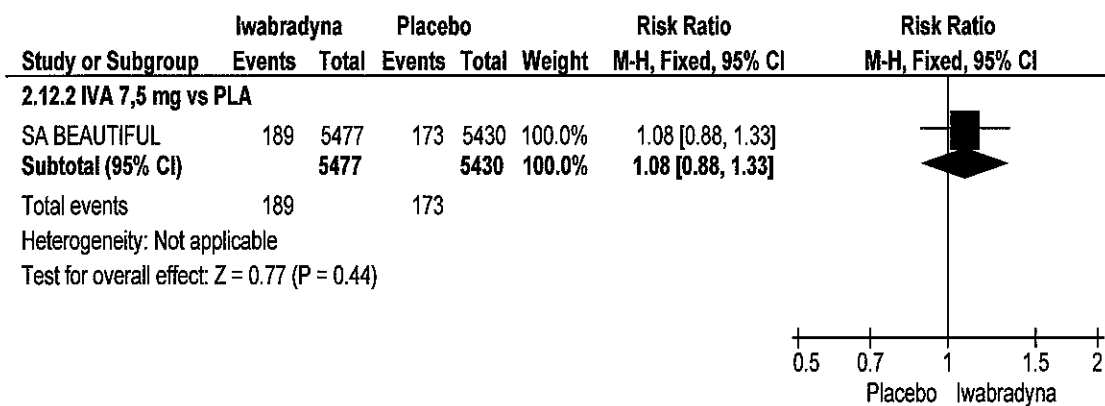 Iwabradyna Placebo Risk Ratio Risk Ratio
Study or Subgroup Events Total Events Total Weight M-H, Fixed, 95% CI M-H, Fixed, 95% CI
2.12.2 IVA 7,5 mg vs PLA
SA BEAUTIFUL 189 5477 173 5430 100.0% 1.08 [0.88, 1.33]
Subtotal (95% CI) 5477 5430 100.0% 1.08 [0.88, 1.33]
Total events 189 173
Heterogeneity: Not applicable
Test for overall effect: Z = 0.77 (P = 0.44)
0.5 0.7 1 1.5 2
Placebo Iwabradyna